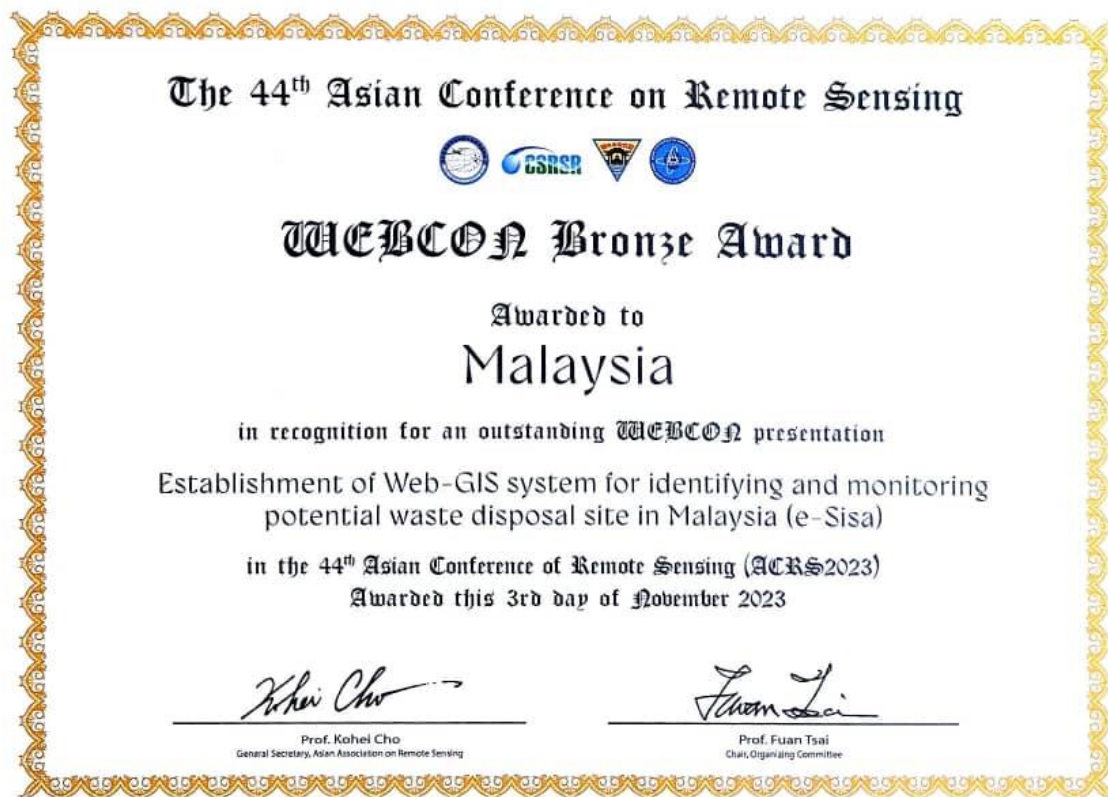 The 44th Asian Conference on Remote Sensing
CSRSR
WEBCON Bronze Award
Awarded to
Malaysia
in recognition for an outstanding WEBCON presentation
Establishment of Web-GIS system for identifying and monitoring
potential waste disposal site in Malaysia (e-Sisa)
in the 44th Asian Conference of Remote Sensing (ACRS2023)
Awarded this 3rd day of November 2023
Kohei Cho
Fuan Tsai
Prof. Kohei Cho
Prof. Fuan Tsai
General Secretary, Asian Association on Remote Sensing
Chair, Organizing Committee